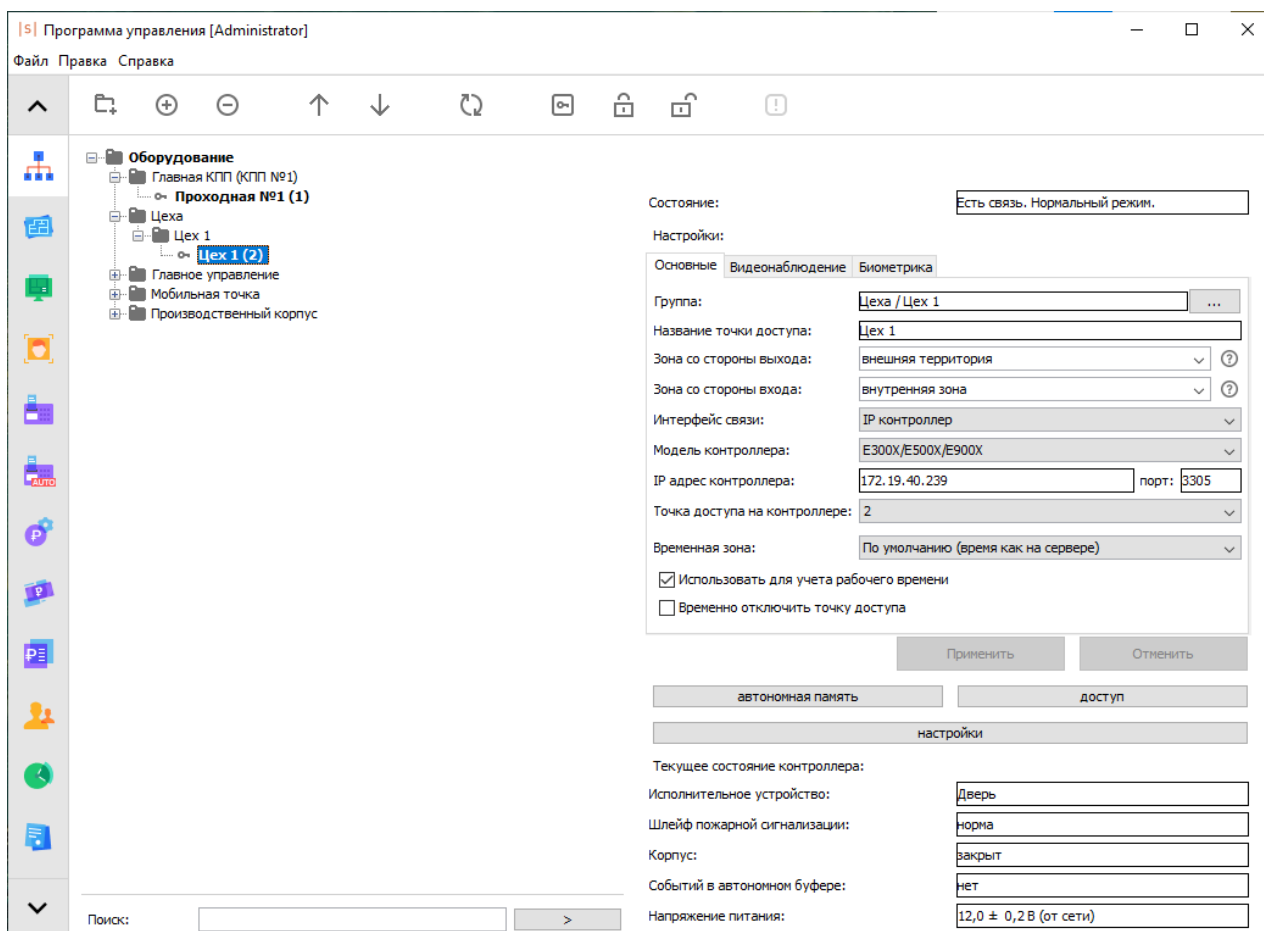 |S| Программа управления [Administrator]
Файл Правка Справка
Оборудование
Главная КПП (КПП №1)
Проходная №1 (1)
Цеха
Цех 1
Цех 1 (2)
Главное управление
Мобильная точка
Производственный корпус
AUTO
Поиск:
>
Состояние: Есть связь. Нормальный режим.
Настройки:
Основные Видеонаблюдение Биометрика
Группа: Цеха / Цех 1 ...
Название точки доступа: Цех 1
Зона со стороны выхода: внешняя территория ?
Зона со стороны входа: внутренняя зона ?
Интерфейс связи: IP контроллер
Модель контроллера: E300X/E500X/E900X
IP адрес контроллера: 172.19.40.239 порт: 3305
Точка доступа на контроллере: 2
Временная зона: По умолчанию (время как на сервере)
Использовать для учета рабочего времени
Временно отключить точку доступа
Применить Отменить
автономная память доступ
настройки
Текущее состояние контроллера:
Исполнительное устройство: Дверь
Шлейф пожарной сигнализации: норма
Корпус: закрыт
Событий в автономном буфере: нет
Напряжение питания: 12,0 ± 0,2 В (от сети)